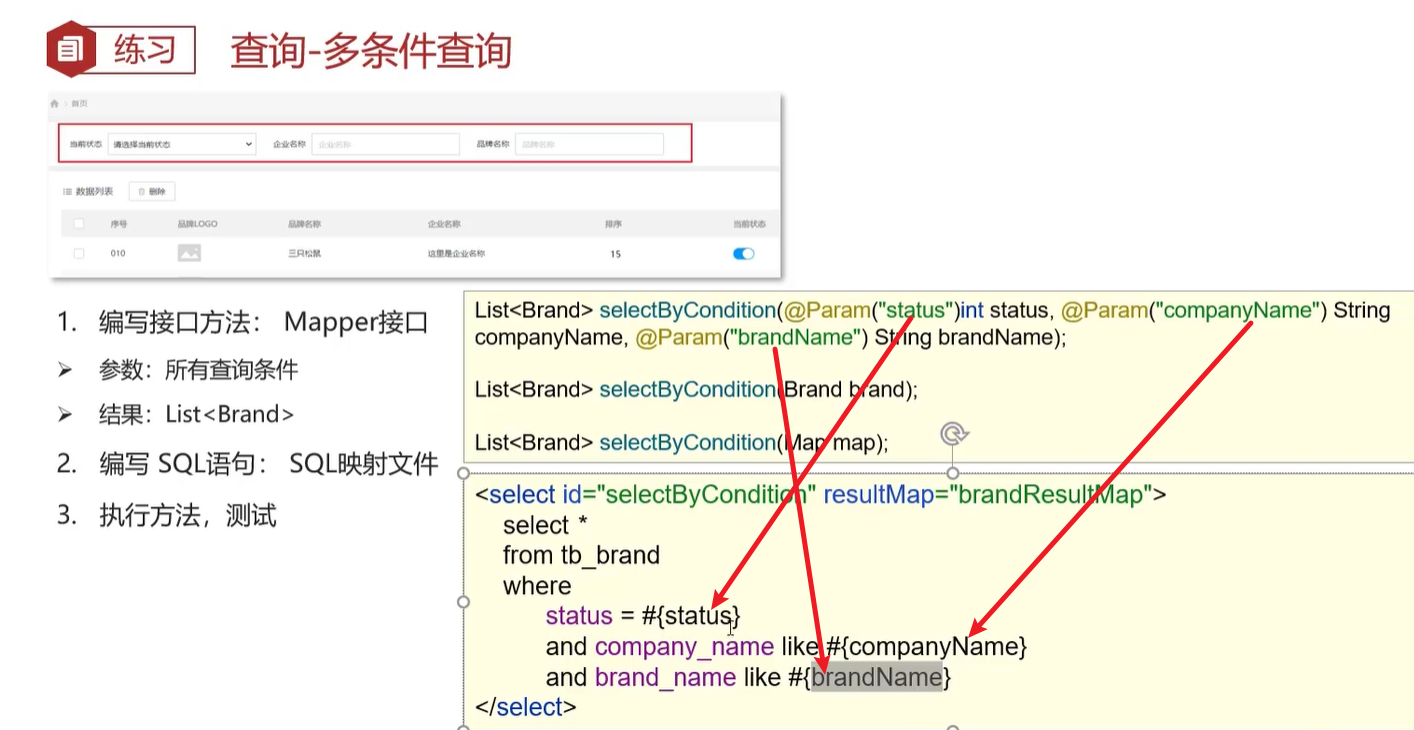 练习 查询-多条件查询
首页
当前状态 请选择当前状态 企业名称 企业名称 品牌名称 品牌名称
数据列表 删除
序号 品牌LOGO 品牌名称 企业名称 排序 当前状态
010 三只松鼠 这里是企业名称 15
1. 编写接口方法： Mapper接口
➢ 参数：所有查询条件
➢ 结果：List<Brand>
2. 编写 SQL语句： SQL映射文件
3. 执行方法，测试
List<Brand> selectByCondition(@Param("status")int status, @Param("companyName") String
companyName, @Param("brandName") String brandName);
List<Brand> selectByCondition(Brand brand);
List<Brand> selectByCondition(Map map);
<select id="selectByCondition" resultMap="brandResultMap">
select *
from tb_brand
where
status = #{status}
and company_name like #{companyName}
and brand_name like #{brandName}
</select>